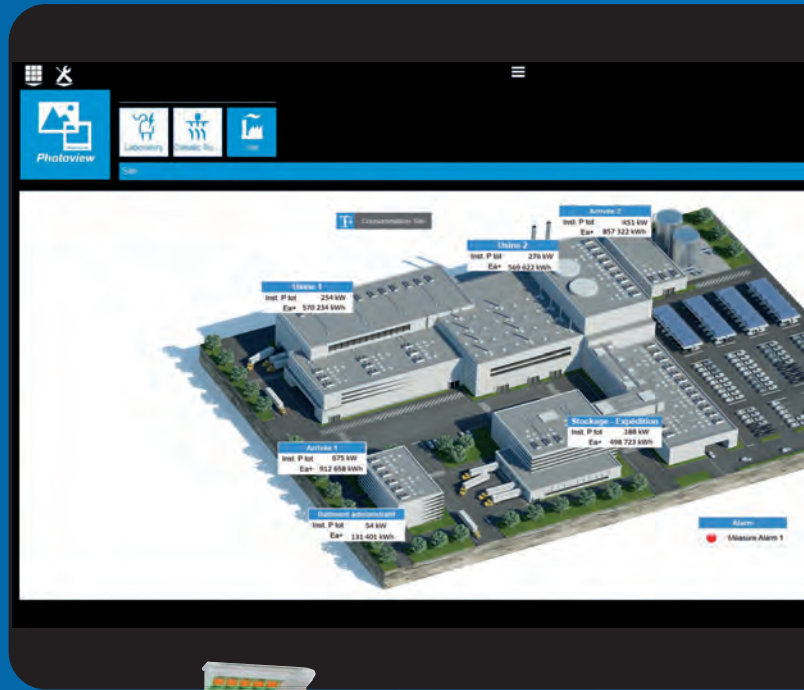 Photoview
Laboratory
Site
Consommation Site
Arrivée 2
Inst. P tot 451 kW
Ea+ 857 322 kWh
Usine 2
Inst. P tot 276 kW
Ea+ 569 622 kWh
Usine 1
Inst. P tot 254 kW
Ea+ 570 234 kWh
Stockage - Expédition
Inst. P tot 388 kW
Ea+ 498 723 kWh
Arrivée 1
Inst. P tot 675 kW
Ea+ 912 658 kWh
Batiment administratif
Inst. P tot 54 kW
Ea+ 131 401 kWh
Alarm
Measure Alarm 1